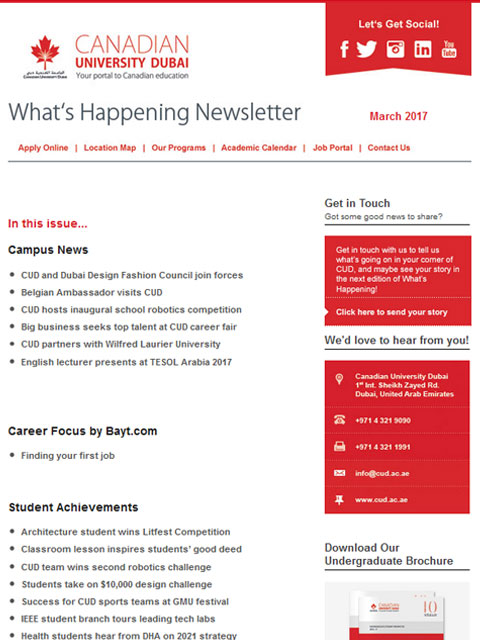 CANADIAN
UNIVERSITY DUBAI
Your portal to Canadian education
Let's Get Social!
You
Tube
What's Happening Newsletter
March 2017
Apply Online | Location Map | Our Programs | Academic Calendar | Job Portal | Contact Us
In this issue...
Campus News
CUD and Dubai Design Fashion Council join forces
Belgian Ambassador visits CUD
CUD hosts inaugural school robotics competition
Big business seeks top talent at CUD career fair
CUD partners with Wilfred Laurier University
English lecturer presents at TESOL Arabia 2017
Career Focus by Bayt.com
Finding your first job
Student Achievements
Architecture student wins Litfest Competition
Classroom lesson inspires students' good deed
CUD team wins second robotics challenge
Students take on $10,000 design challenge
Success for CUD sports teams at GMU festival
IEEE student branch tours leading tech labs
Health students hear from DHA on 2021 strategy
Get in Touch
Got some good news to share?
Get in touch with us to tell us
what's going on in your corner of
CUD, and maybe see your story in
the next edition of What's
Happening!
Click here to send your story
We'd love to hear from you!
Canadian University Dubai
1st Int. Sheikh Zayed Rd.
Dubai, United Arab Emirates
+971 4 321 9090
+971 4 321 1991
info@cud.ac.ae
www.cud.ac.ae
Download Our
Undergraduate Brochure